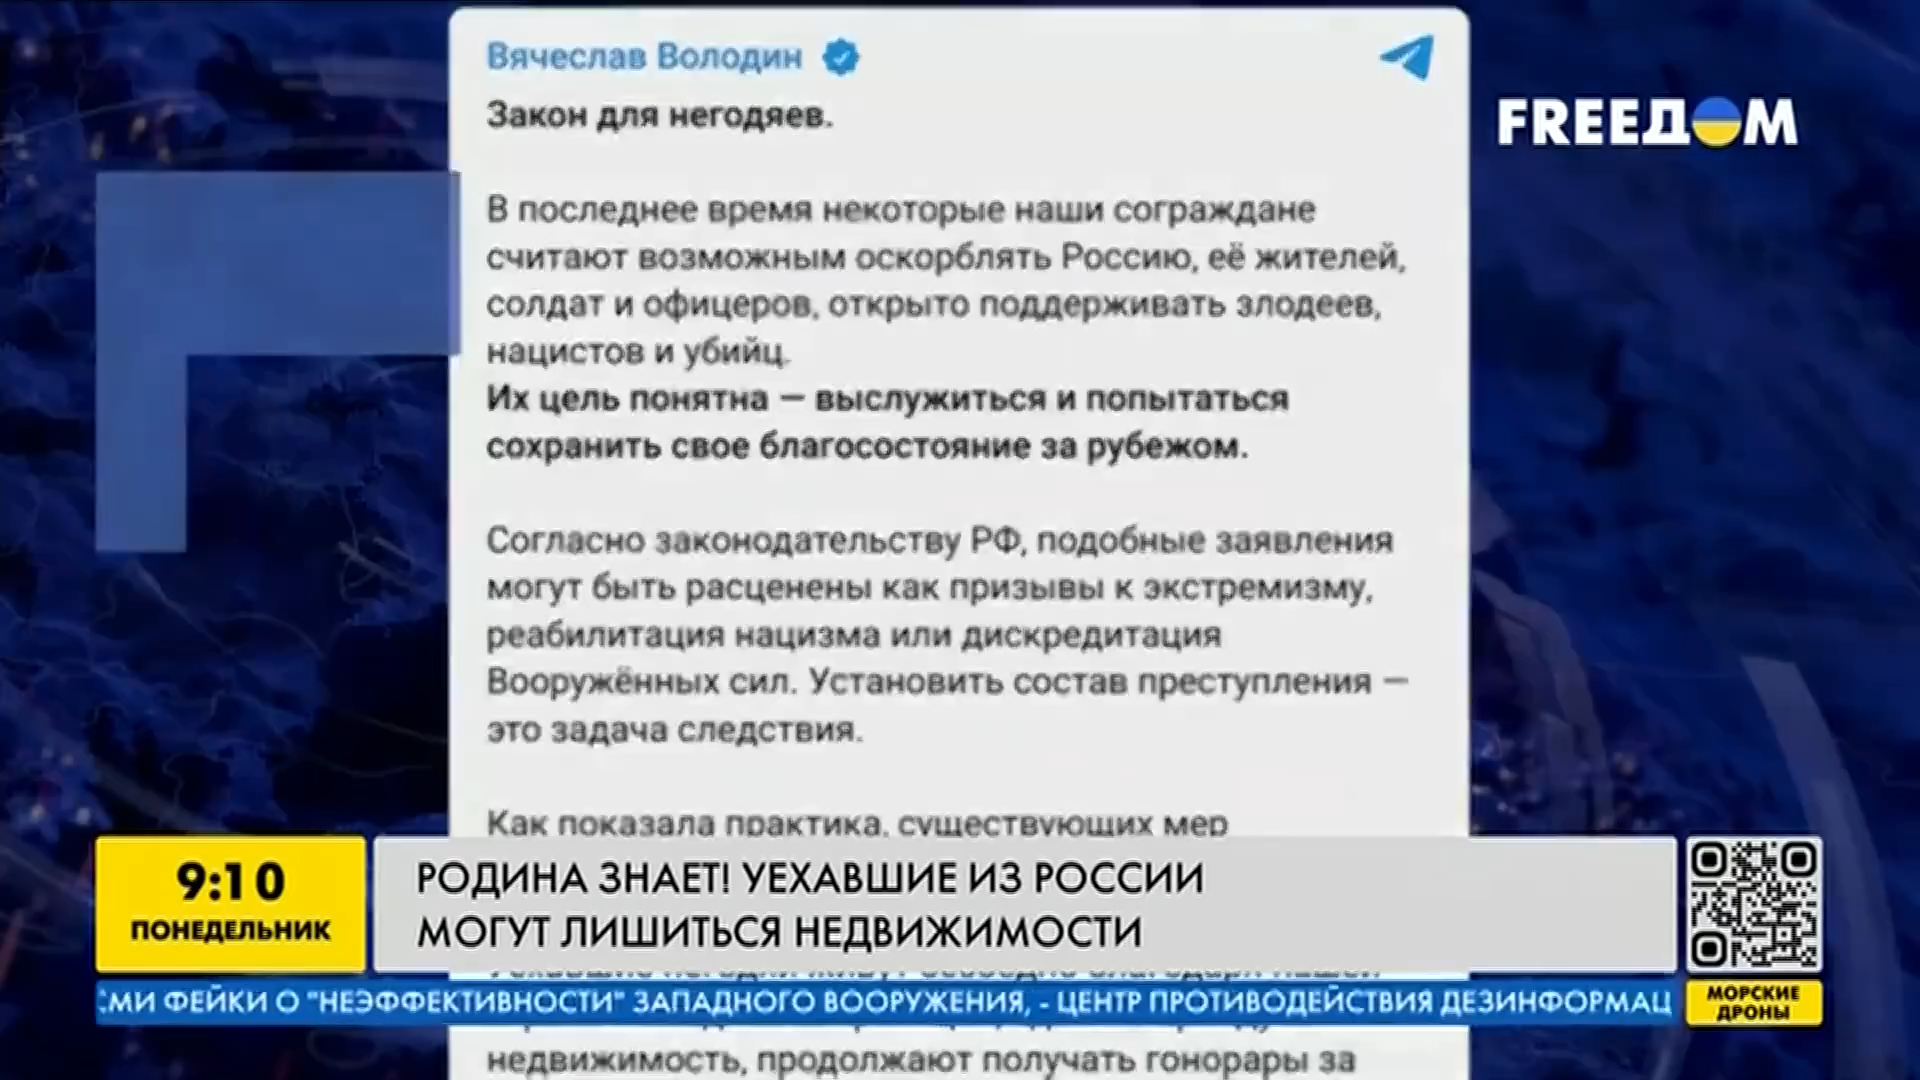 Вячеслав Володин
Закон для негодяев.
FREEДOM
В последнее время некоторые наши сограждане
считают возможным оскорблять Россию, её жителей,
солдат и офицеров, открыто поддерживать злодеев,
нацистов и убийц.
Их цель понятна — выслужиться и попытаться
сохранить свое благосостояние за рубежом.
Согласно законодательству РФ, подобные заявления
могут быть расценены как призывы к экстремизму,
реабилитация нацизма или дискредитация
Вооружённых сил. Установить состав преступления —
это задача следствия.
Как показала практика, существующих мер
9:10
ПОНЕДЕЛЬНИК
РОДИНА ЗНАЕТ! УЕХАВШИЕ ИЗ РОССИИ
МОГУТ ЛИШИТЬСЯ НЕДВИЖИМОСТИ
СМИ ФЕЙКИ О "НЕЭФФЕКТИВНОСТИ" ЗАПАДНОГО ВООРУЖЕНИЯ, - ЦЕНТР ПРОТИВОДЕЙСТВИЯ ДЕЗИНФОРМАЦ
МОРСКИЕ
ДРОНЫ
недвижимость, продолжают получать гонорары за